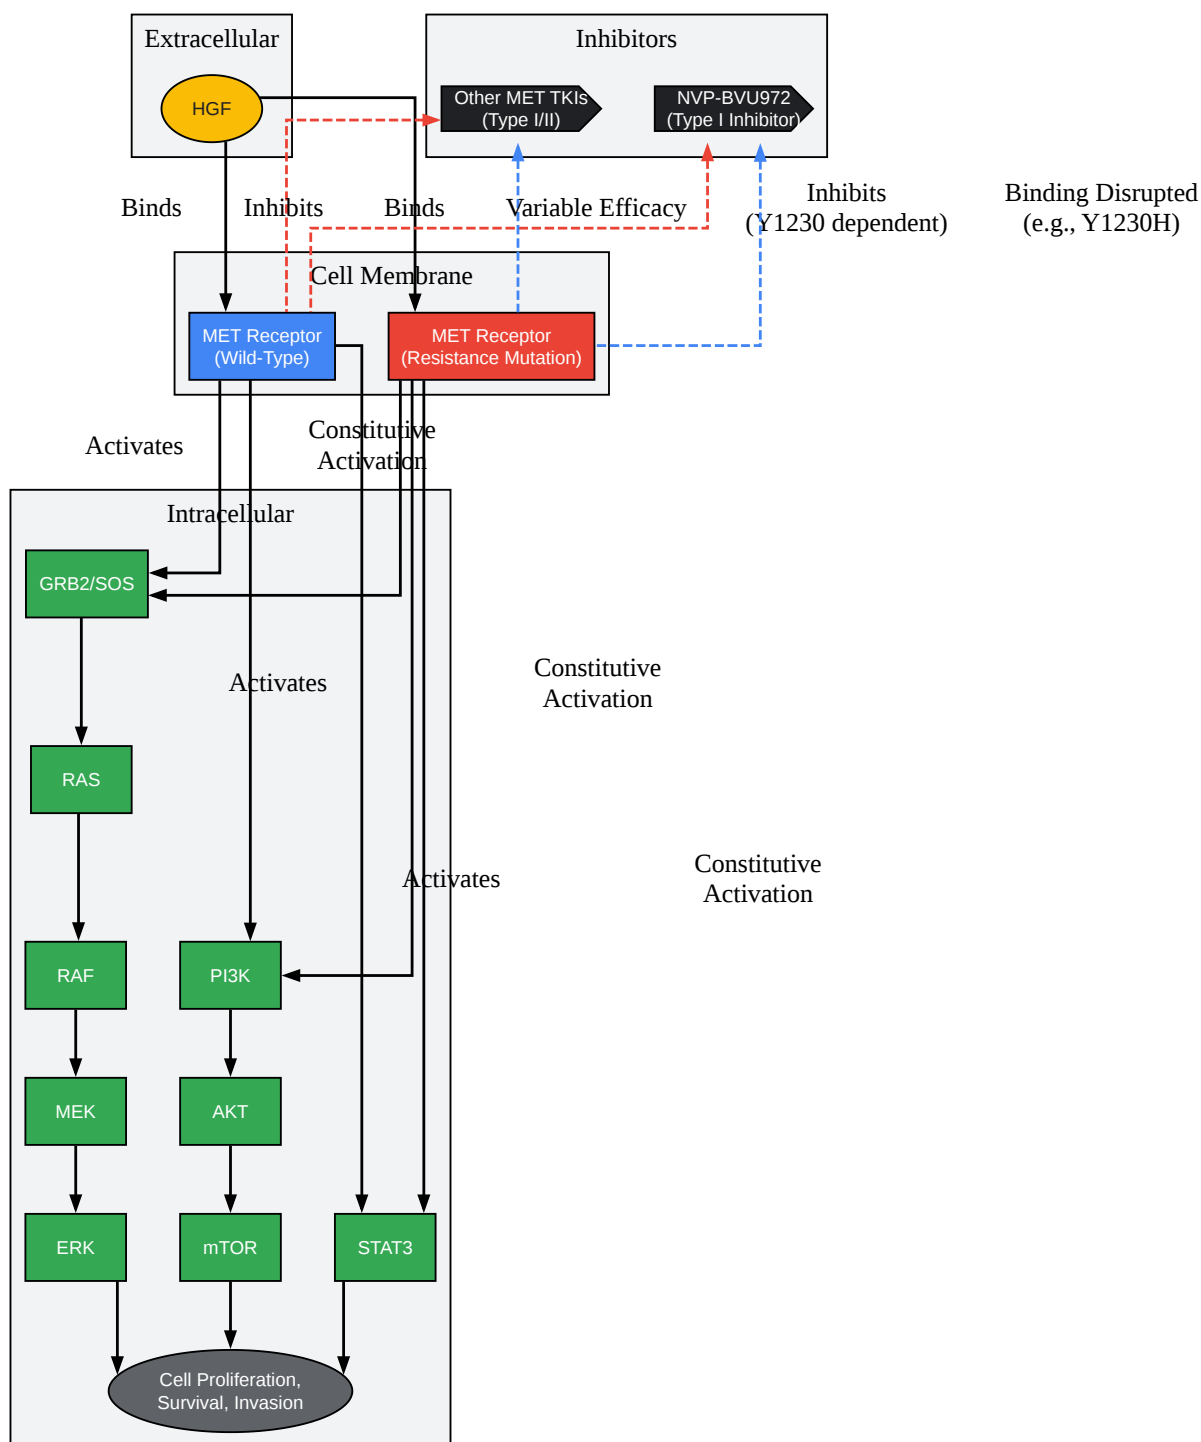 Extracellular
Inhibitors
HGF
Other MET TKIs
(Type I/II)
NVP-BVU972
(Type I Inhibitor)
Binds
Inhibits
Binds
Variable Efficacy
Inhibits
(Y1230 dependent)
Binding Disrupted
(e.g., Y1230H)
Cell Membrane
MET Receptor
(Wild-Type)
MET Receptor
(Resistance Mutation)
Activates
Constitutive
Activation
Intracellular
GRB2/SOS
Activates
Constitutive
Activation
RAS
Activates
Constitutive
Activation
RAF
PI3K
MEK
AKT
ERK
mTOR
STAT3
Cell Proliferation,
Survival, Invasion